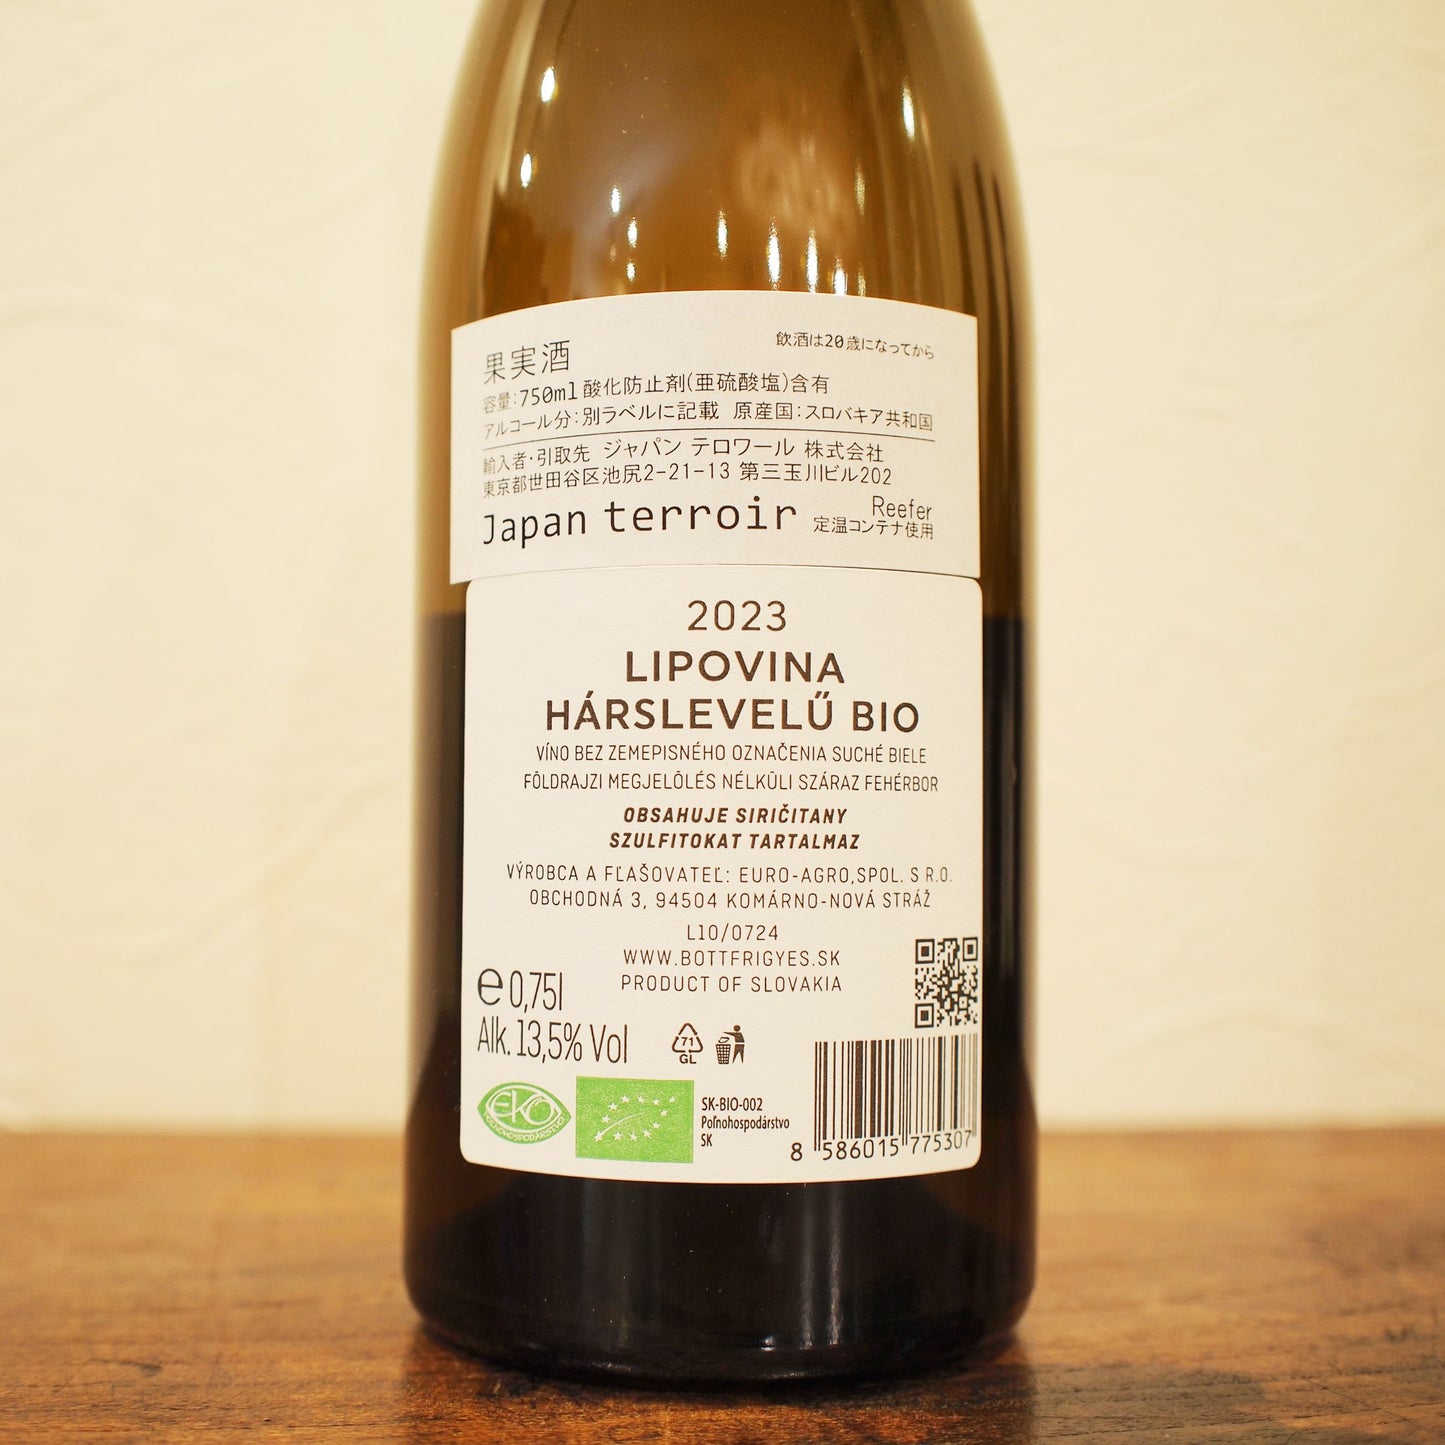 果実酒
飲酒は20歳になってから
容量:750ml 酸化防止剤(亜硫酸塩)含有
アルコール分:別ラベルに記載 原産国:スロバキア共和国
輸入者・引取先 ジャパン テロワール 株式会社
東京都世田谷区池尻2-21-13 第三玉川ビル202
Japan terroir
Reefer
定温コンテナ使用
2023
LIPOVINA
HÁRSLEVELŰ BIO
VÍNO BEZ ZEMEPISNÉHO OZNAČENIA SUCHÉ BIELE
FÖLDRAJZI MEGJELÖLÉS NÉLKÜLI SZÁRAZ FEHÉRBOR
OBSAHUJE SIRIČITANY
SZULFITOKAT TARTALMAZ
VÝROBCA A FĽAŠOVATEĽ: EURO-AGRO,SPOL. S R.O.
OBCHODNÁ 3, 94504 KOMÁRNO-NOVÁ STRÁŽ
L10/0724
WWW.BOTTFRIGYES.SK
PRODUCT OF SLOVAKIA
e 0,75l
Alk. 13,5% Vol
71
GL
EKO
POĽNOHOSPODÁRSTVO
SK-BIO-002
Poľnohospodárstvo
SK
8 586015 775307